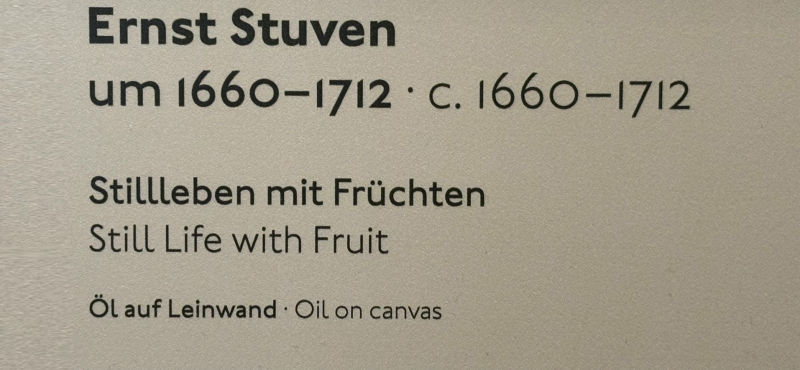 Ernst Stuven
um 1660–1712 · c. 1660–1712
Stillleben mit Früchten
Still Life with Fruit
Öl auf Leinwand · Oil on canvas